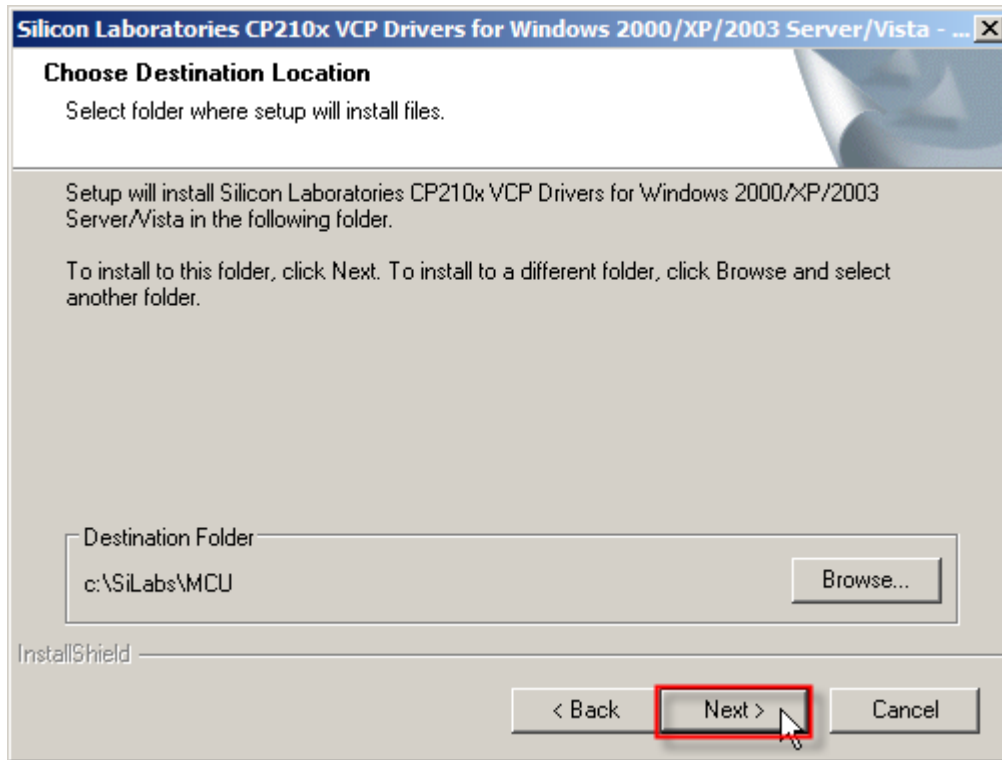 Silicon Laboratories CP210x VCP Drivers for Windows 2000/XP/2003 Server/Vista - ...
Choose Destination Location
Select folder where setup will install files.
Setup will install Silicon Laboratories CP210x VCP Drivers for Windows 2000/XP/2003
Server/Vista in the following folder.
To install to this folder, click Next. To install to a different folder, click Browse and select
another folder.
Destination Folder
c:\SiLabs\MCU
Browse...
InstallShield
< Back
Next >
Cancel